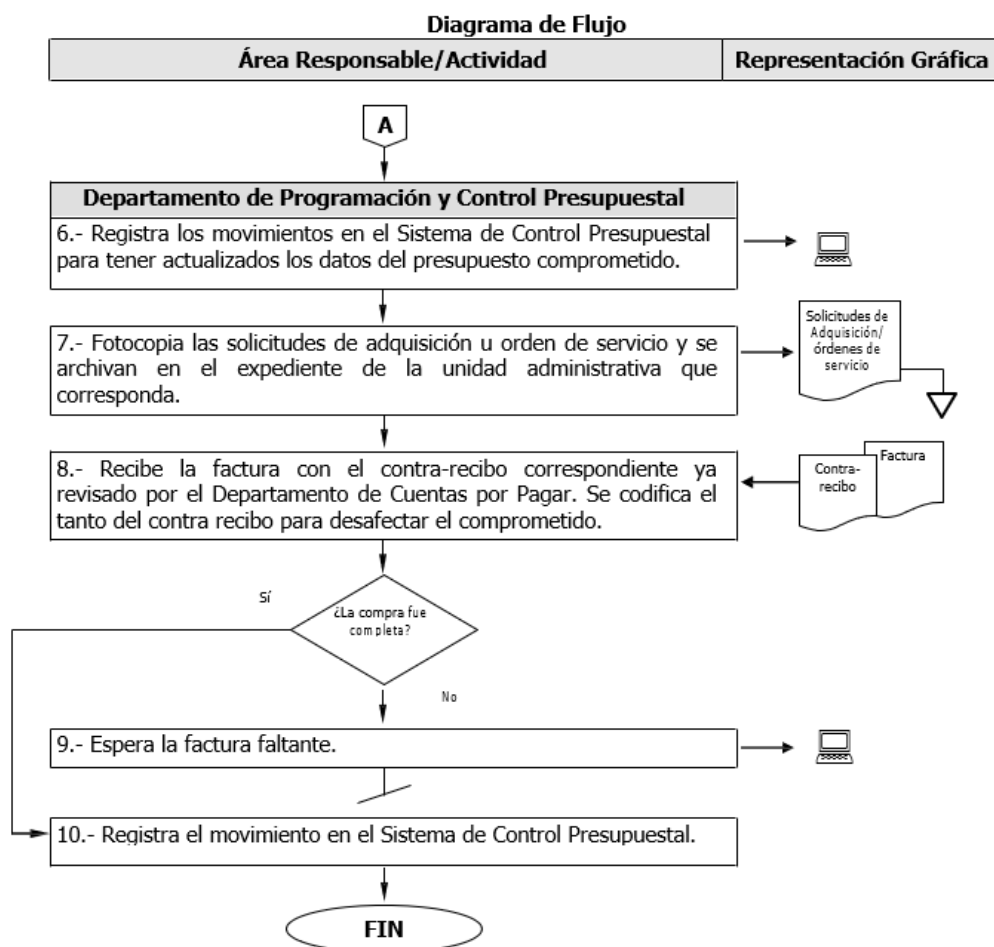 Diagrama de Flujo
Área Responsable/Actividad
Representación Gráfica
A
Departamento de Programación y Control Presupuestal
6.- Registra los movimientos en el Sistema de Control Presupuestal
para tener actualizados los datos del presupuesto comprometido.
7.- Fotocopia las solicitudes de adquisición u orden de servicio y se
archivan en el expediente de la unidad administrativa que
corresponda.
Solicitudes de
Adquisición/
órdenes de
servicio
8.- Recibe la factura con el contra-recibo correspondiente ya
revisado por el Departamento de Cuentas por Pagar. Se codifica el
tanto del contra recibo para desafectar el comprometido.
Contra-
recibo
Factura
Sí
¿La compra fue
completa?
No
9.- Espera la factura faltante.
10.- Registra el movimiento en el Sistema de Control Presupuestal.
FIN